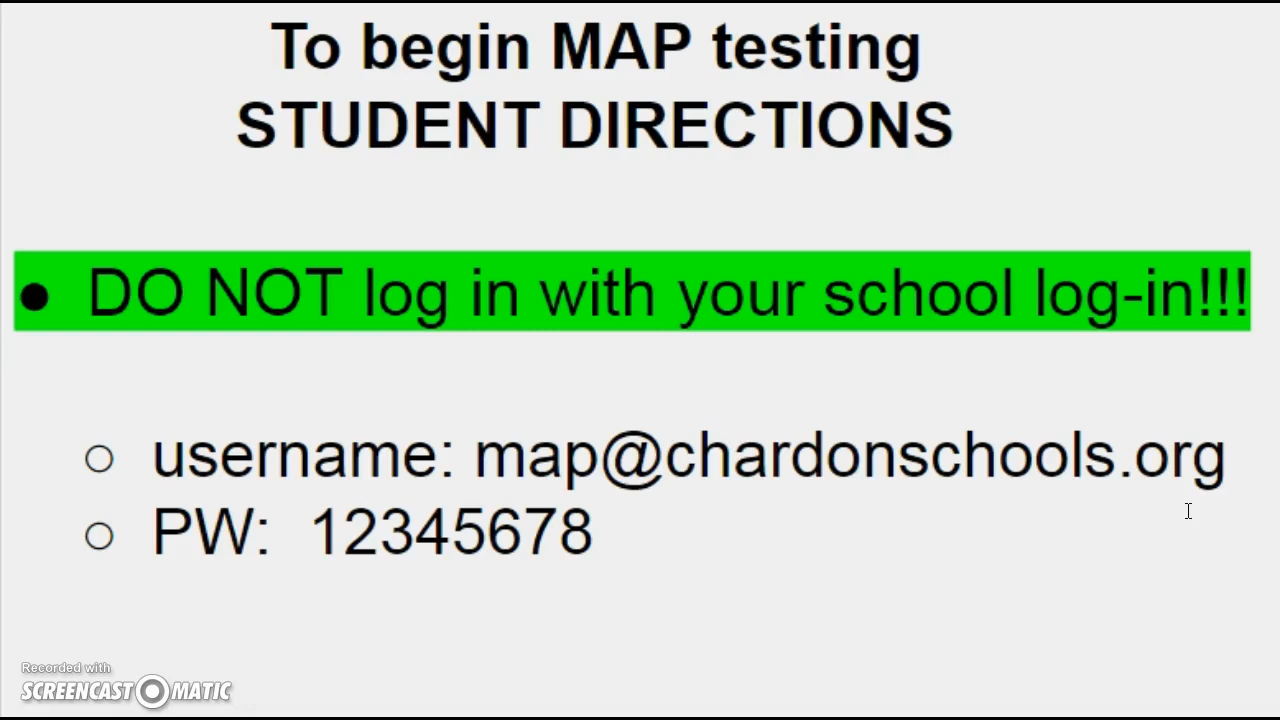 To begin MAP testing
STUDENT DIRECTIONS
● DO NOT log in with your school log-in!!!
○ username: map@chardonschools.org
○ PW: 12345678
Recorded with
SCREENCAST MATIC